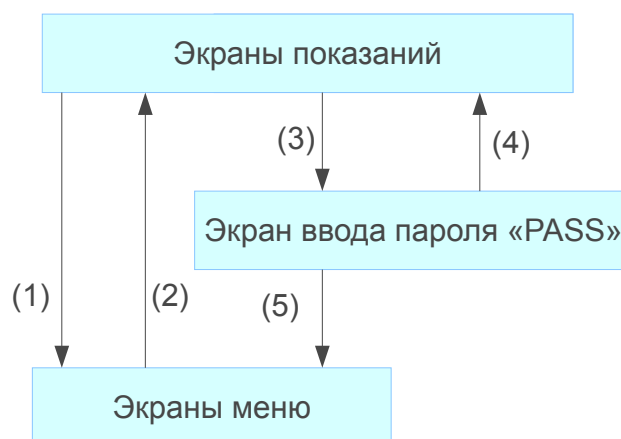 Экраны показаний
(3)
(4)
Экран ввода пароля «PASS»
(1)
(2)
(5)
Экраны меню